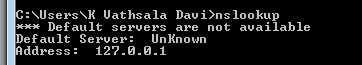 C:\Users\K Vathsala Davi>nslookup
*** Default servers are not available
Default Server:  UnKnown
Address:  127.0.0.1